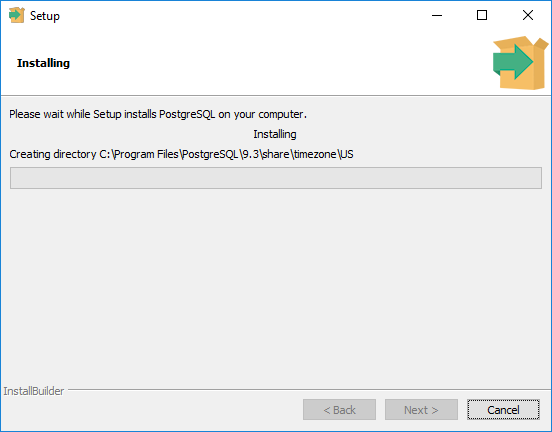 Setup
Installing
Please wait while Setup installs PostgreSQL on your computer.
Installing
Creating directory C:\Program Files\PostgreSQL\9.3\share\timezone\US
InstallBuilder
< Back
Next >
Cancel